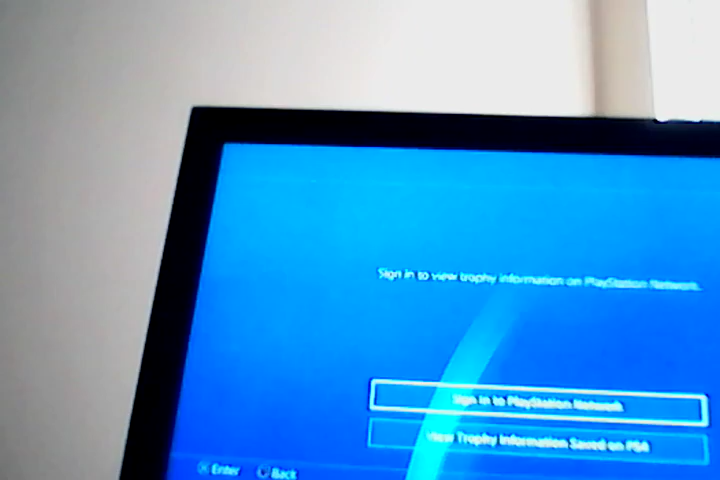 Sign in to view trophy information on PlayStation Network.
Sign in to PlayStation Network
View Trophy Information Saved on PS4
Enter Back